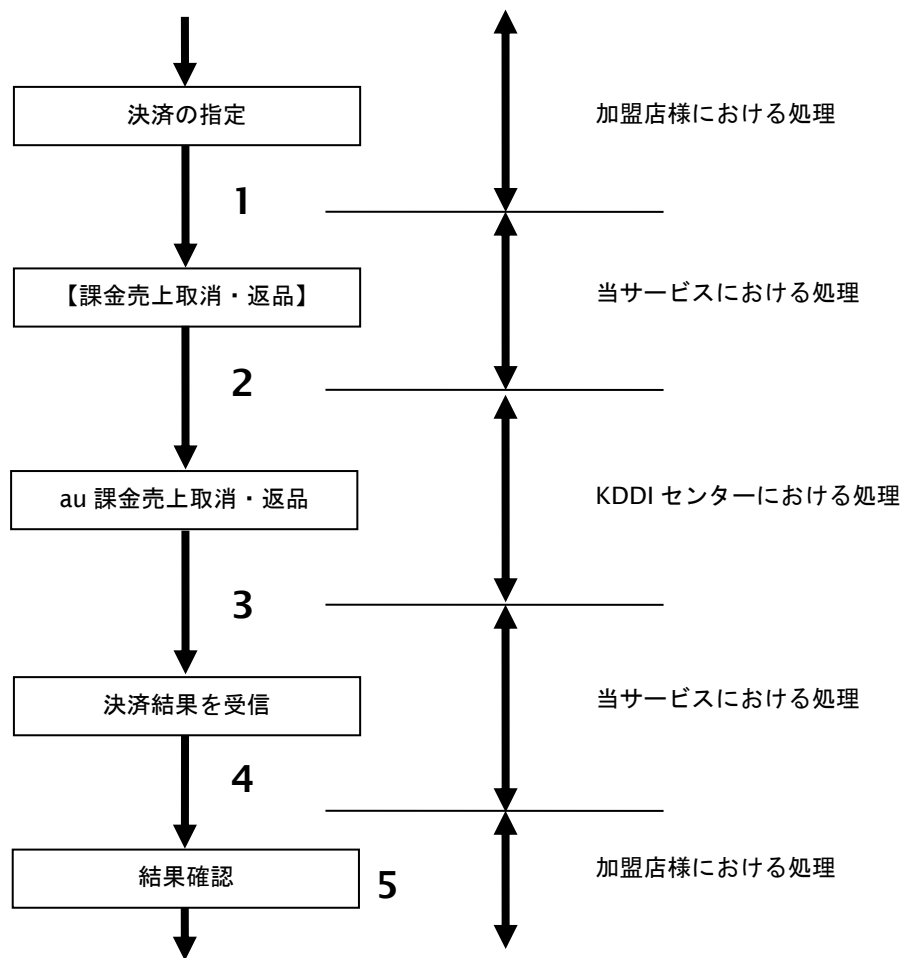 決済の指定
加盟店様における処理
1
【課金売上取消・返品】
当サービスにおける処理
2
au 課金売上取消・返品
KDDI センターにおける処理
3
決済結果を受信
当サービスにおける処理
4
結果確認
5
加盟店様における処理